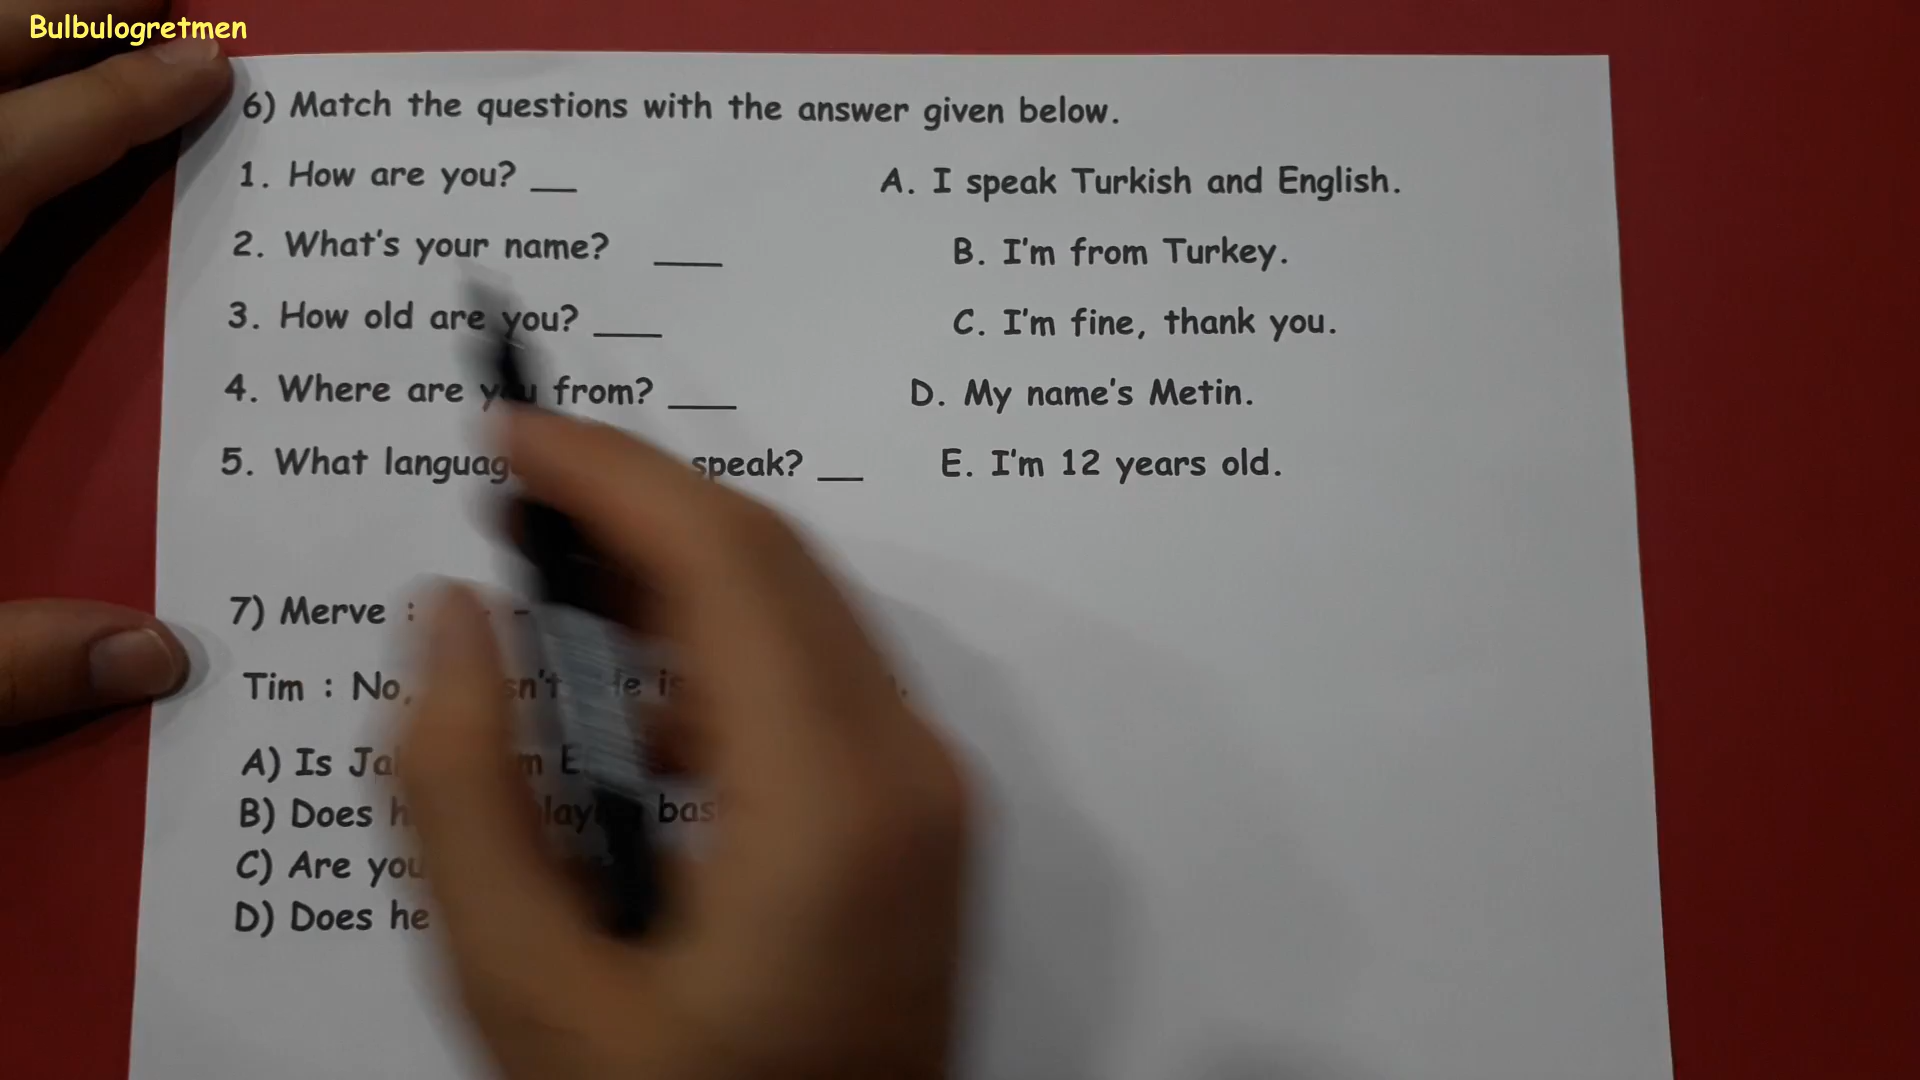 Bulbulogretmen
6) Match the questions with the answer given below.
1. How are you? __ A. I speak Turkish and English.
2. What's your name? ___ B. I'm from Turkey.
3. How old are you? ___ C. I'm fine, thank you.
4. Where are you from? ___ D. My name's Metin.
5. What speak? __ E. I'm 12 years old.
7) Merve :
Tim : No,
A) Is
B) Does
C) Are you
D) Does he